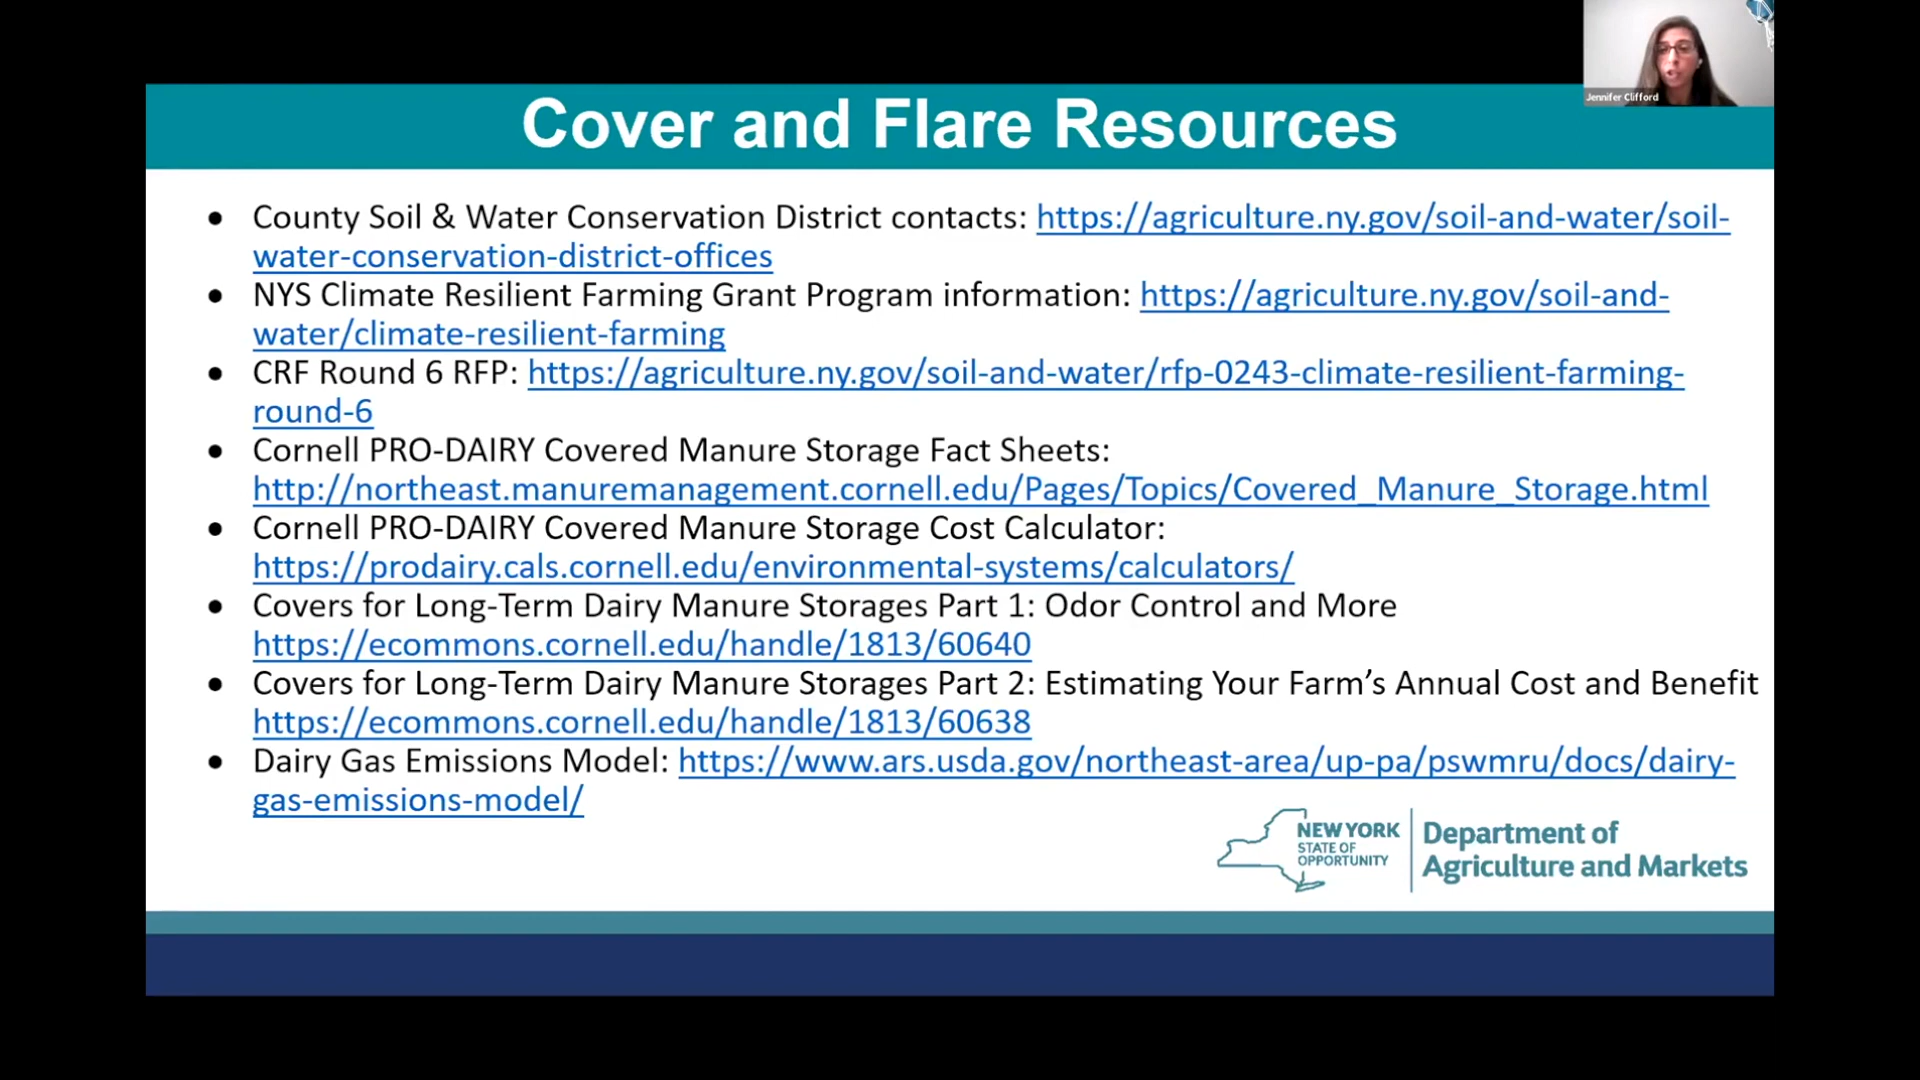 Jennifer Clifford
Cover and Flare Resources
• County Soil & Water Conservation District contacts: https://agriculture.ny.gov/soil-and-water/soil-
water-conservation-district-offices
• NYS Climate Resilient Farming Grant Program information: https://agriculture.ny.gov/soil-and-
water/climate-resilient-farming
• CRF Round 6 RFP: https://agriculture.ny.gov/soil-and-water/rfp-0243-climate-resilient-farming-
round-6
• Cornell PRO-DAIRY Covered Manure Storage Fact Sheets:
http://northeast.manuremanagement.cornell.edu/Pages/Topics/Covered_Manure_Storage.html
• Cornell PRO-DAIRY Covered Manure Storage Cost Calculator:
https://prodairy.cals.cornell.edu/environmental-systems/calculators/
• Covers for Long-Term Dairy Manure Storages Part 1: Odor Control and More
https://ecommons.cornell.edu/handle/1813/60640
• Covers for Long-Term Dairy Manure Storages Part 2: Estimating Your Farm’s Annual Cost and Benefit
https://ecommons.cornell.edu/handle/1813/60638
• Dairy Gas Emissions Model: https://www.ars.usda.gov/northeast-area/up-pa/pswmru/docs/dairy-
gas-emissions-model/
NEW YORK
STATE OF
OPPORTUNITY
Department of
Agriculture and Markets